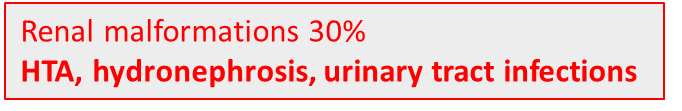 Renal malformations 30%
HTA, hydronephrosis, urinary tract infections